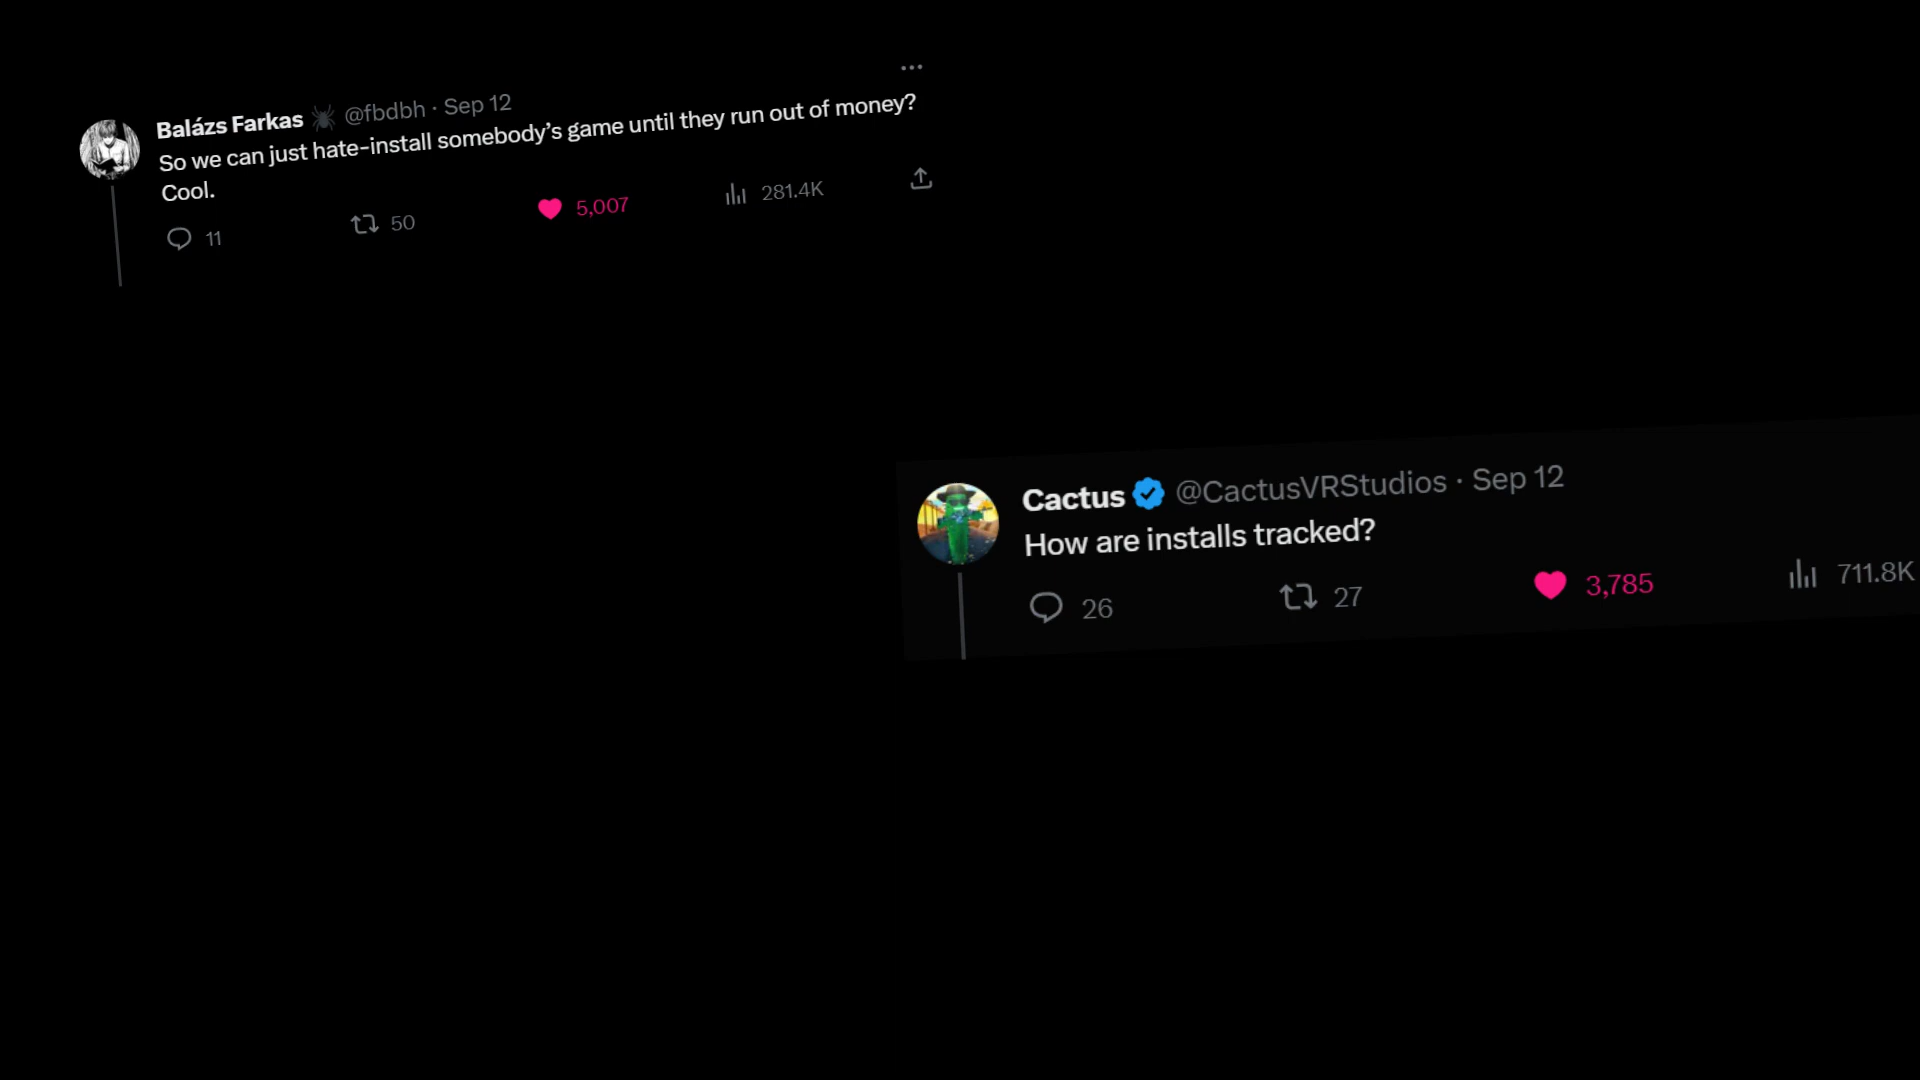 Balázs Farkas 🕷 @fbdbh · Sep 12
So we can just hate-install somebody’s game until they run out of money?
Cool.
11 50 5,007 281.4K
Cactus @CactusVRStudios · Sep 12
How are installs tracked?
26 27 3,785 711.8K